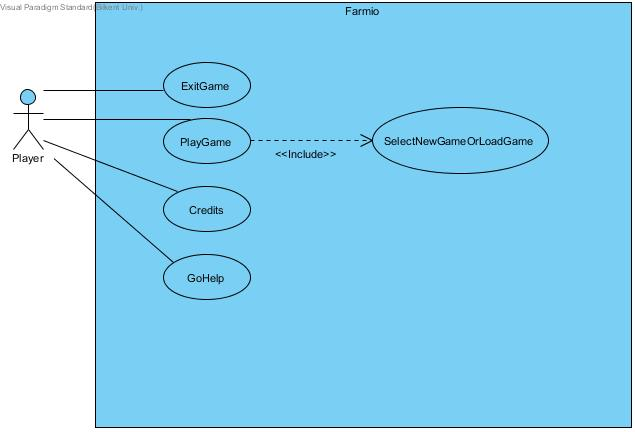 Visual Paradigm Standard(Bilkent Univ.)
Farmio
ExitGame
PlayGame
SelectNewGameOrLoadGame
<<Include>>
Player
Credits
GoHelp